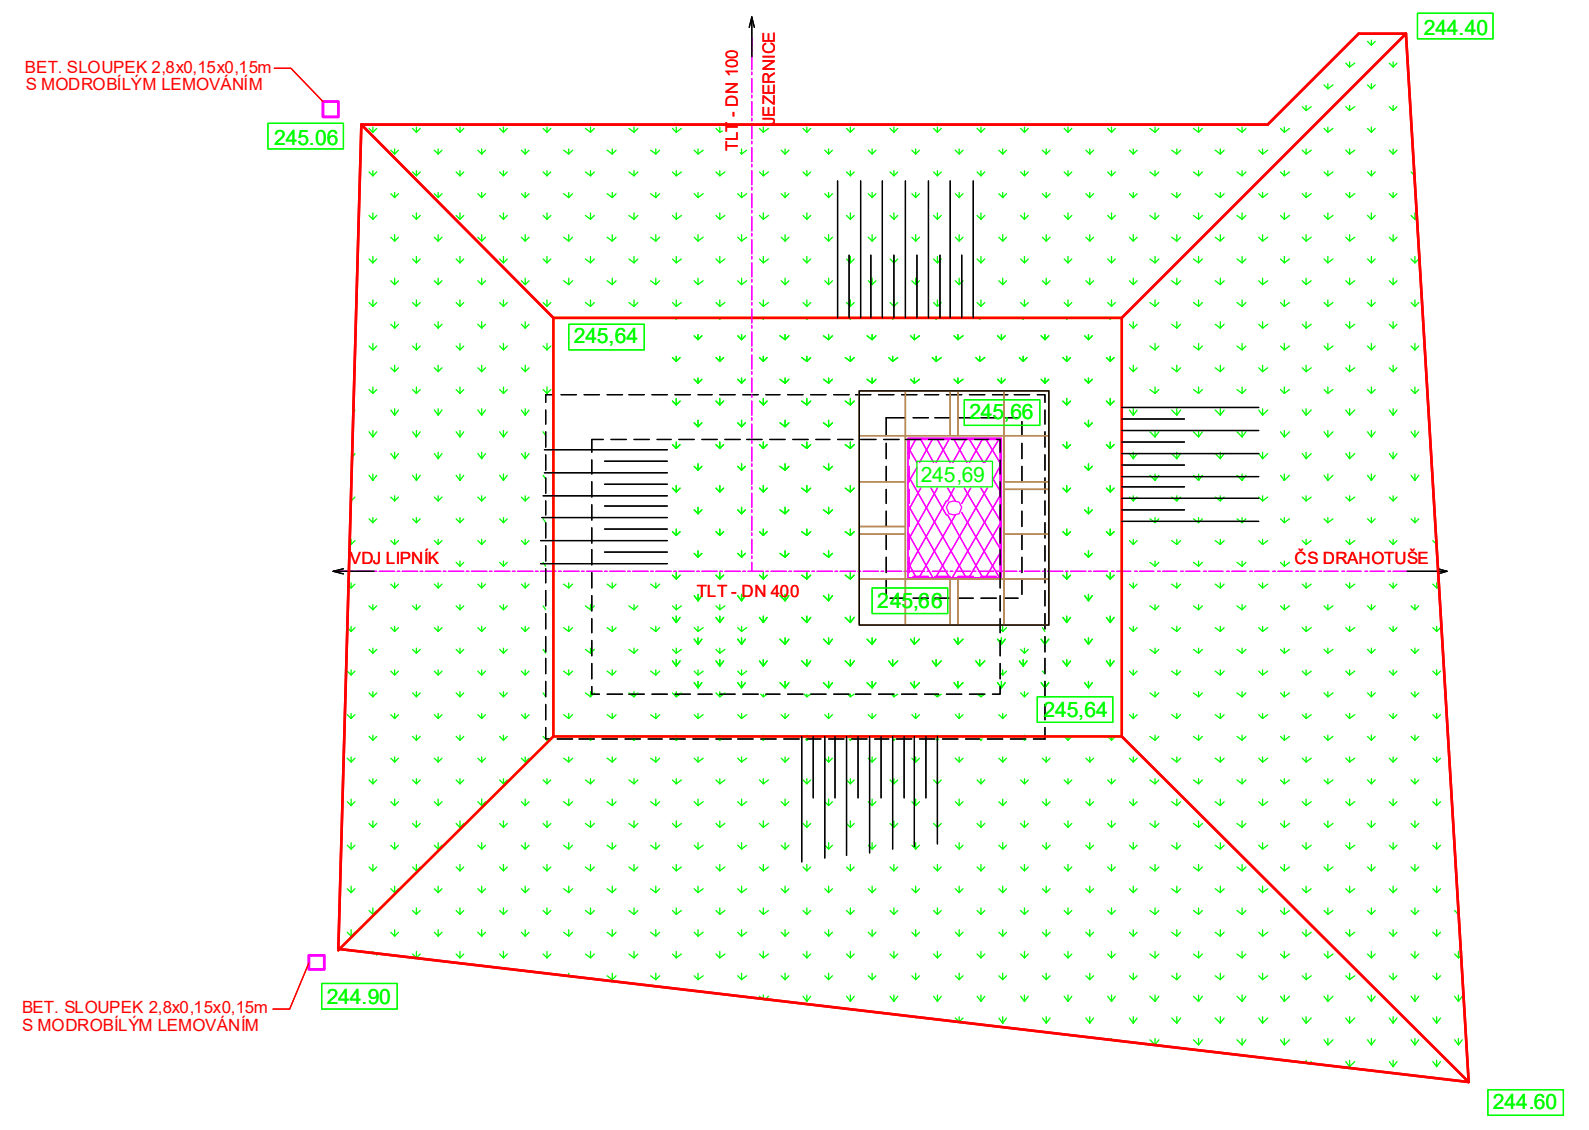 244.40
TLT - DN 100
JEZERNICE
BET. SLOUPEK 2,8x0,15x0,15m
S MODROBÍLÝM LEMOVÁNÍM
245.06
245,64
245,66
245,69
VDJ LIPNÍK
ČS DRAHOTUŠE
TLT - DN 400
245,66
245,64
244.90
BET. SLOUPEK 2,8x0,15x0,15m
S MODROBÍLÝM LEMOVÁNÍM
244.60